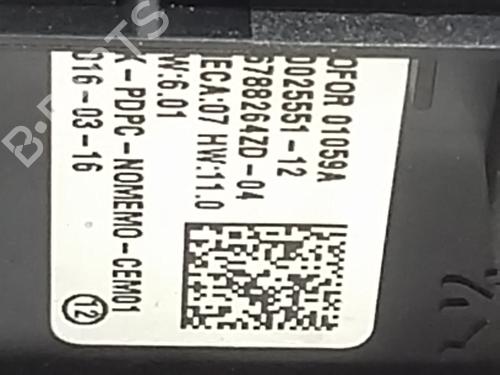 OFOR 01059A
0025551-12
5788264ZD-04
ECA:07 HW:11.0
W:6.01
K-PDPC-NOMEMO-CEM01
016-03-16
12
B-PARTS